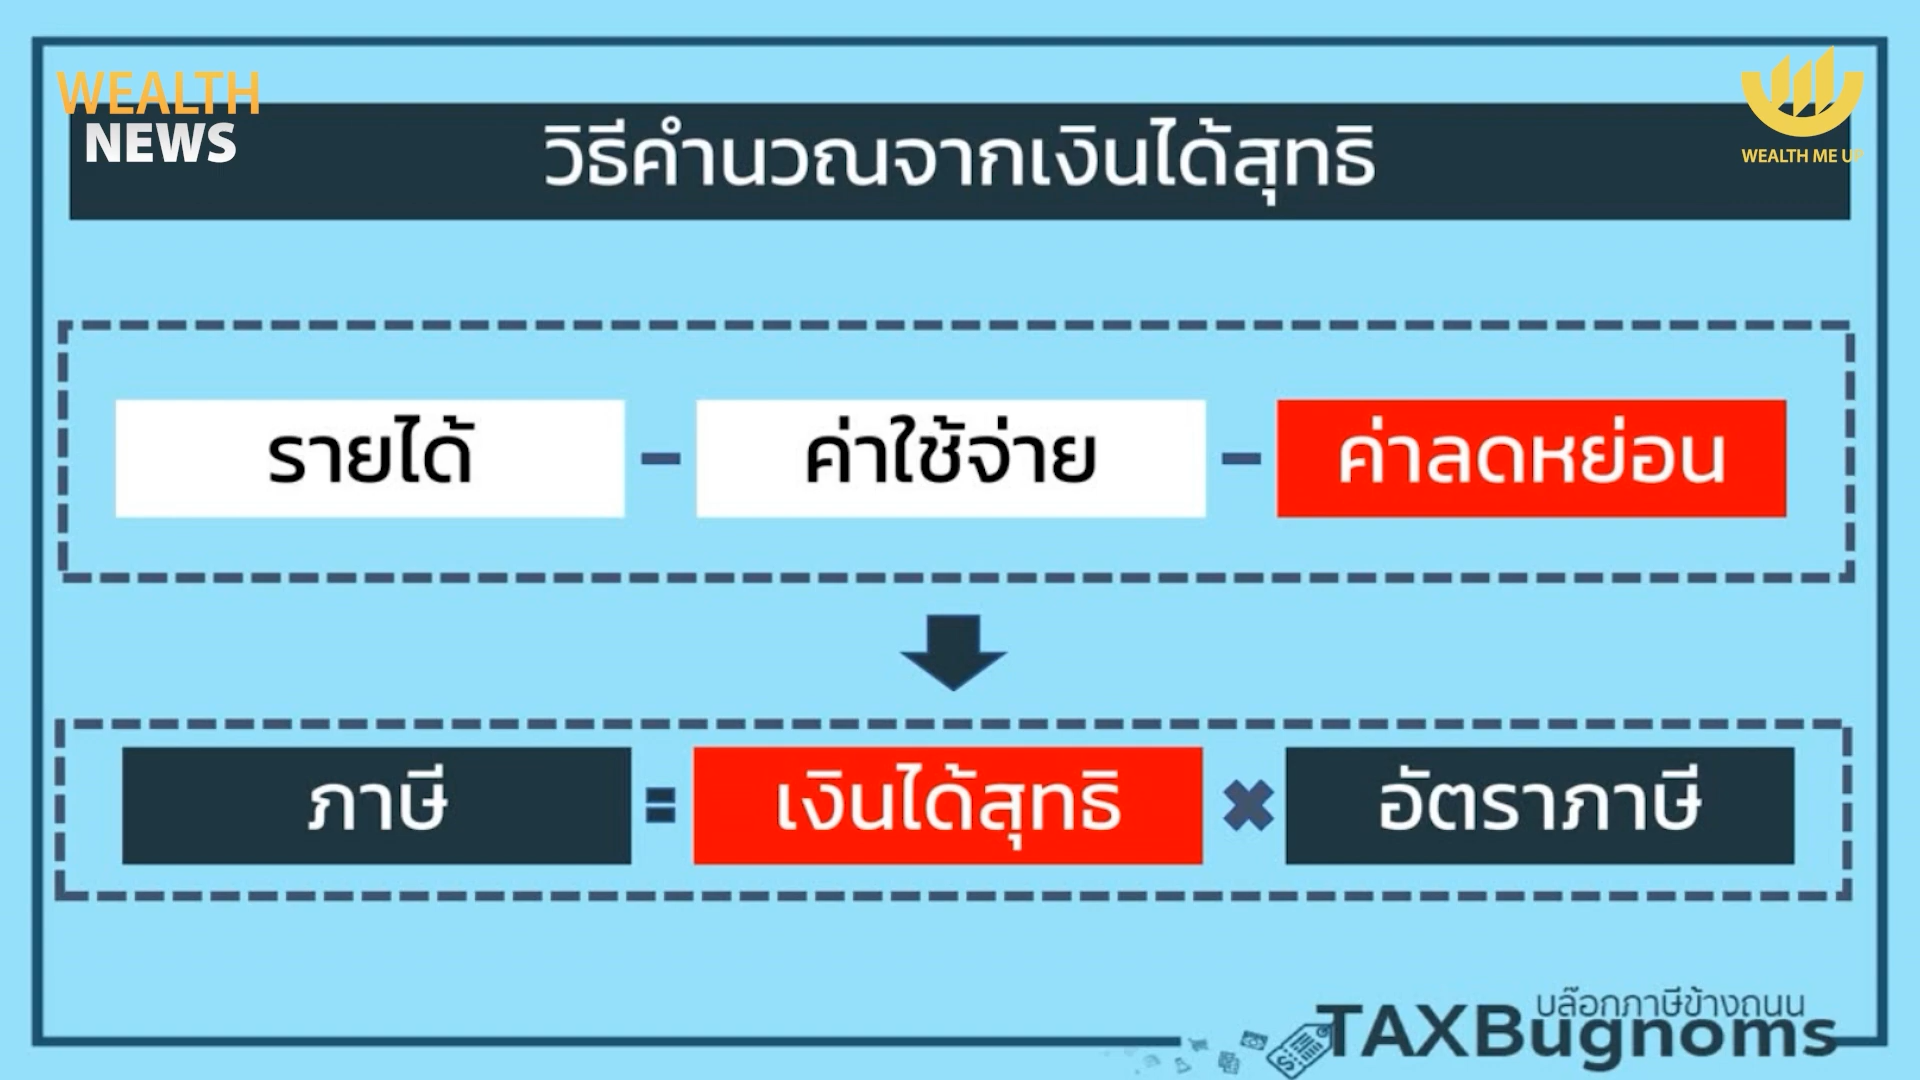 WEALTH
NEWS
WEALTH ME UP
วิธีคำนวณจากเงินได้สุทธิ
รายได้ - ค่าใช้จ่าย - ค่าลดหย่อน
ภาษี = เงินได้สุทธิ × อัตราภาษี
บล๊อกภาษีข้างถนน
TAXBugnoms